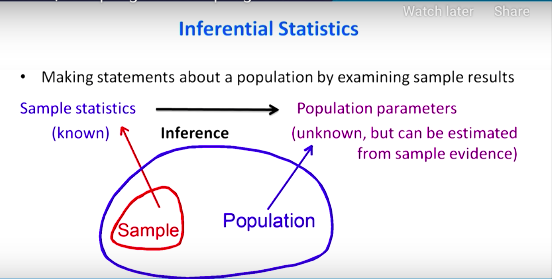 Watch later Share
Inferential Statistics
• Making statements about a population by examining sample results
Sample statistics
Population parameters
(known)
Inference
(unknown, but can be estimated
from sample evidence)
Sample
Population